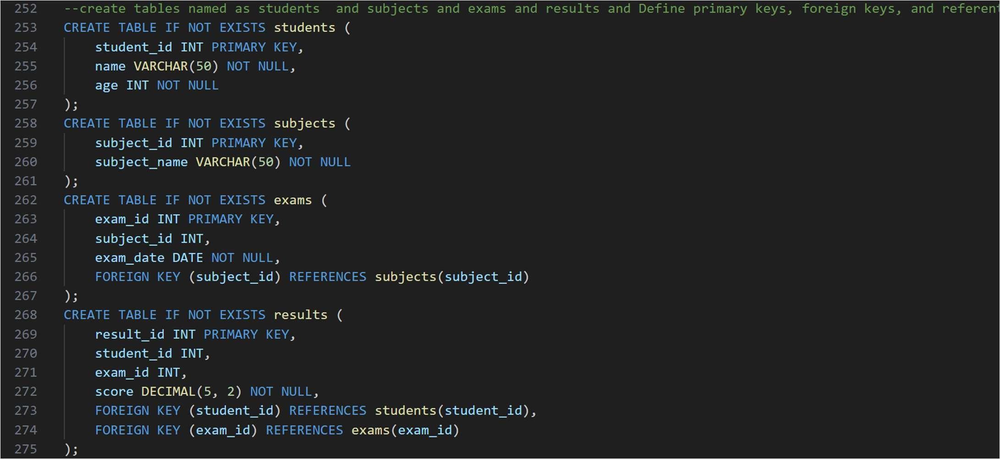 252 --create tables named as students  and subjects and exams and results and Define primary keys, foreign keys, and
253 CREATE TABLE IF NOT EXISTS students (
254     student_id INT PRIMARY KEY,
255     name VARCHAR(50) NOT NULL,
256     age INT NOT NULL
257 );
258 CREATE TABLE IF NOT EXISTS subjects (
259     subject_id INT PRIMARY KEY,
260     subject_name VARCHAR(50) NOT NULL
261 );
262 CREATE TABLE IF NOT EXISTS exams (
263     exam_id INT PRIMARY KEY,
264     subject_id INT,
265     exam_date DATE NOT NULL,
266     FOREIGN KEY (subject_id) REFERENCES subjects(subject_id)
267 );
268 CREATE TABLE IF NOT EXISTS results (
269     result_id INT PRIMARY KEY,
270     student_id INT,
271     exam_id INT,
272     score DECIMAL(5, 2) NOT NULL,
273     FOREIGN KEY (student_id) REFERENCES students(student_id),
274     FOREIGN KEY (exam_id) REFERENCES exams(exam_id)
275 );